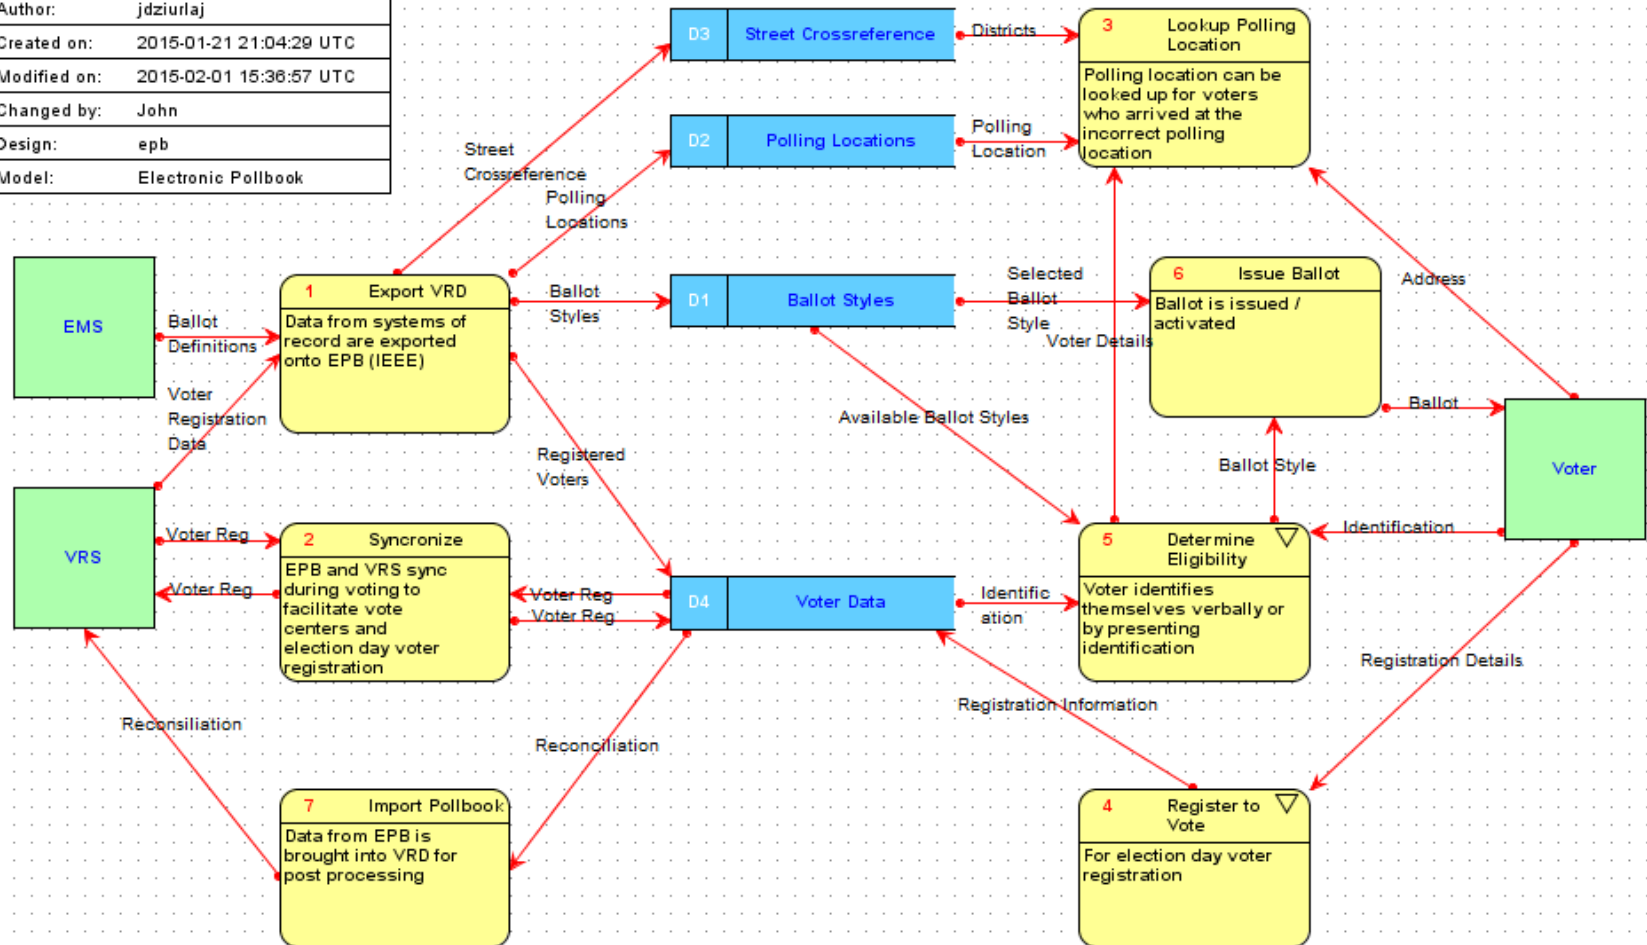 Author: jdziurlaj
Created on: 2015-01-21 21:04:29 UTC
Modified on: 2015-02-01 15:36:57 UTC
Changed by: John
Design: epb
Model: Electronic Pollbook
D3 Street Crossreference
Districts
3 Lookup Polling
Location
Polling location can be
looked up for voters
who arrived at the
incorrect polling
location
D2 Polling Locations
Polling
Location
Street
Crossreference
Polling
Locations
EMS
Ballot
Definitions
1 Export VRD
Data from systems of
record are exported
onto EPB (IEEE)
Ballot
Styles
D1 Ballot Styles
Selected
Ballot
Style
Voter Details
6 Issue Ballot
Ballot is issued /
activated
Address
Voter
Registration
Data
Available Ballot Styles
Ballot
Registered
Voters
Ballot Style
Voter
VRS
Voter Reg
Voter Reg
2 Syncronize
EPB and VRS sync
during voting to
facilitate vote
centers and
election day voter
registration
Voter Reg
Voter Reg
D4 Voter Data
Identific
ation
5 Determine
Eligibility
Voter identifies
themselves verbally or
by presenting
identification
Identification
Registration Details
Reconsiliation
Reconciliation
Registration Information
7 Import Pollbook
Data from EPB is
brought into VRD for
post processing
4 Register to
Vote
For election day voter
registration